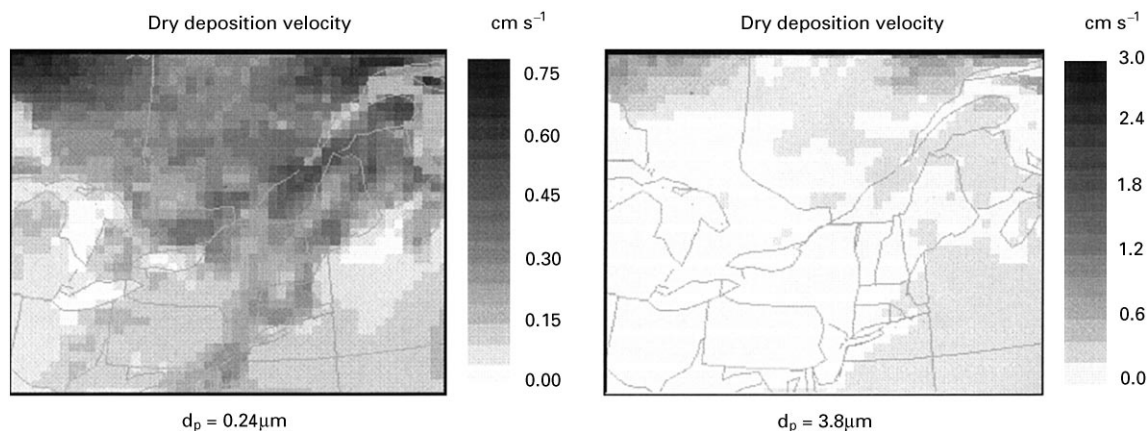 Dry deposition velocity
cm s⁻¹
0.75
0.60
0.45
0.30
0.15
0.00
d_p = 0.24μm
Dry deposition velocity
cm s⁻¹
3.0
2.4
1.8
1.2
0.6
0.0
d_p = 3.8μm